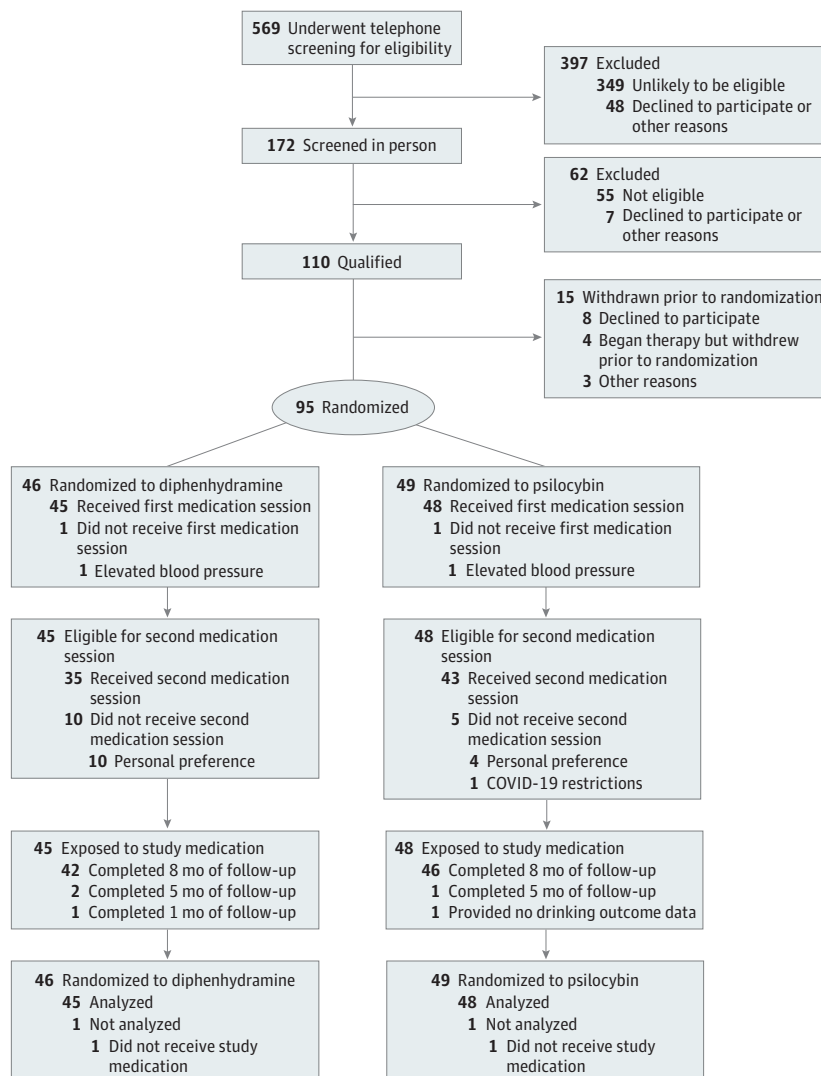 569 Underwent telephone
screening for eligibility
397 Excluded
349 Unlikely to be eligible
48 Declined to participate or
other reasons
172 Screened in person
62 Excluded
55 Not eligible
7 Declined to participate or
other reasons
110 Qualified
15 Withdrawn prior to randomization
8 Declined to participate
4 Began therapy but withdrew
prior to randomization
3 Other reasons
95 Randomized
46 Randomized to diphenhydramine
45 Received first medication session
1 Did not receive first medication
session
1 Elevated blood pressure
49 Randomized to psilocybin
48 Received first medication session
1 Did not receive first medication
session
1 Elevated blood pressure
45 Eligible for second medication
session
35 Received second medication
session
10 Did not receive second
medication session
10 Personal preference
48 Eligible for second medication
session
43 Received second medication
session
5 Did not receive second
medication session
4 Personal preference
1 COVID-19 restrictions
45 Exposed to study medication
42 Completed 8 mo of follow-up
2 Completed 5 mo of follow-up
1 Completed 1 mo of follow-up
48 Exposed to study medication
46 Completed 8 mo of follow-up
1 Completed 5 mo of follow-up
1 Provided no drinking outcome data
46 Randomized to diphenhydramine
45 Analyzed
1 Not analyzed
1 Did not receive study
medication
49 Randomized to psilocybin
48 Analyzed
1 Not analyzed
1 Did not receive study
medication